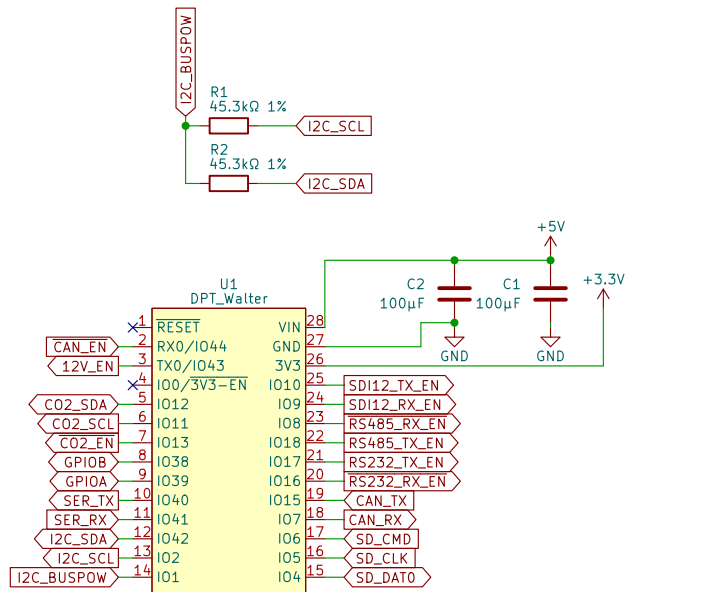 I2C_BUSPOW
R1
45.3kΩ 1%
I2C_SCL
R2
45.3kΩ 1%
I2C_SDA
+5V
+3.3V
U1
DPT_Walter
C2
100µF
C1
100µF
GND
GND
1 RESET VIN 28
CAN_EN 2 RX0/IO44 GND 27
12V_EN 3 TX0/IO43 3V3 26
4 IO0/3V3-EN IO10 25 SDI12_TX_EN
CO2_SDA 5 IO12 IO9 24 SDI12_RX_EN
CO2_SCL 6 IO11 IO8 23 RS485_RX_EN
CO2_EN 7 IO13 IO18 22 RS485_TX_EN
GPIOB 8 IO38 IO17 21 RS232_TX_EN
GPIOA 9 IO39 IO16 20 RS232_RX_EN
SER_TX 10 IO40 IO15 19 CAN_TX
SER_RX 11 IO41 IO7 18 CAN_RX
I2C_SDA 12 IO42 IO6 17 SD_CMD
I2C_SCL 13 IO2 IO5 16 SD_CLK
I2C_BUSPOW 14 IO1 IO4 15 SD_DAT0